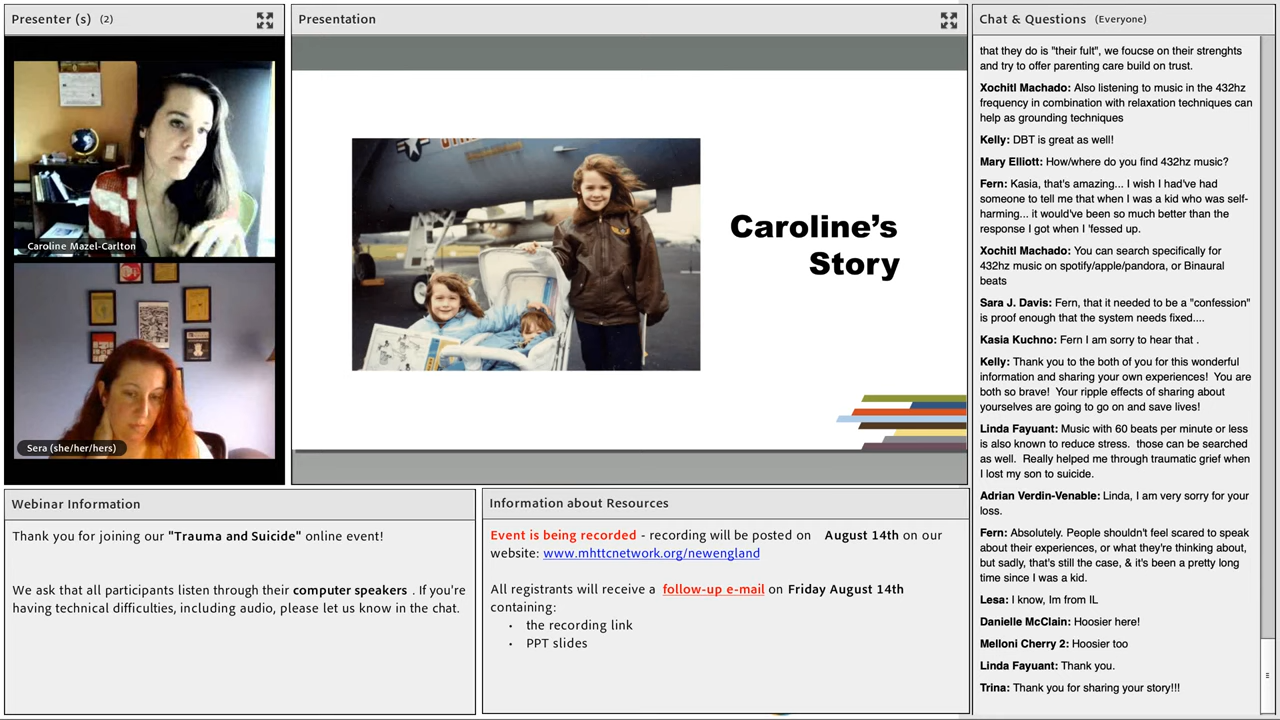 Presenter (s) (2)
Caroline Mazel-Carlton
Sera (she/her/hers)
Presentation
Caroline’s
Story
Webinar Information
Thank you for joining our "Trauma and Suicide" online event!
We ask that all participants listen through their computer speakers . If you're
having technical difficulties, including audio, please let us know in the chat.
Information about Resources
Event is being recorded - recording will be posted on August 14th on our
website: www.mhttcnetwork.org/newengland
All registrants will receive a follow-up e-mail on Friday August 14th
containing:
• the recording link
• PPT slides
Chat & Questions (Everyone)
that they do is "their fult", we foucse on their strenghts
and try to offer parenting care build on trust.
Xochitl Machado: Also listening to music in the 432hz
frequency in combination with relaxation techniques can
help as grounding techniques
Kelly: DBT is great as well!
Mary Elliott: How/where do you find 432hz music?
Fern: Kasia, that's amazing... I wish I had've had
someone to tell me that when I was a kid who was self-
harming... it would've been so much better than the
response I got when I 'fessed up.
Xochitl Machado: You can search specifically for
432hz music on spotify/apple/pandora, or Binaural
beats
Sara J. Davis: Fern, that it needed to be a "confession"
is proof enough that the system needs fixed....
Kasia Kuchno: Fern I am sorry to hear that .
Kelly: Thank you to the both of you for this wonderful
information and sharing your own experiences! You are
both so brave! Your ripple effects of sharing about
yourselves are going to go on and save lives!
Linda Fayuant: Music with 60 beats per minute or less
is also known to reduce stress. those can be searched
as well. Really helped me through traumatic grief when
I lost my son to suicide.
Adrian Verdin-Venable: Linda, I am very sorry for your
loss.
Fern: Absolutely. People shouldn't feel scared to speak
about their experiences, or what they're thinking about,
but sadly, that's still the case, & it's been a pretty long
time since I was a kid.
Lesa: I know, Im from IL
Danielle McClain: Hoosier here!
Melloni Cherry 2: Hoosier too
Linda Fayuant: Thank you.
Trina: Thank you for sharing your story!!!